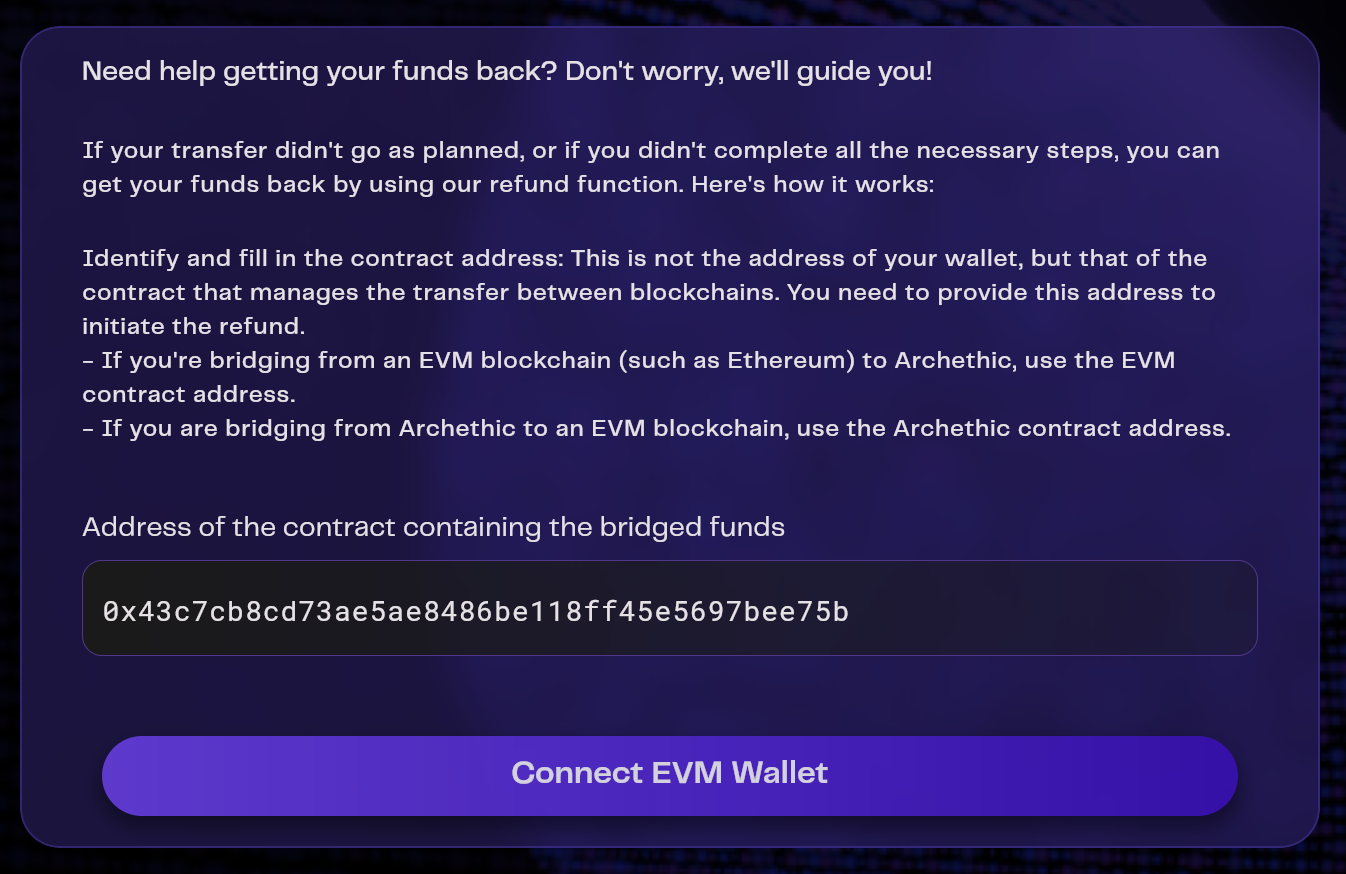 Need help getting your funds back? Don't worry, we'll guide you!
If your transfer didn't go as planned, or if you didn't complete all the necessary steps, you can
get your funds back by using our refund function. Here's how it works:
Identify and fill in the contract address: This is not the address of your wallet, but that of the
contract that manages the transfer between blockchains. You need to provide this address to
initiate the refund.
- If you're bridging from an EVM blockchain (such as Ethereum) to Archethic, use the EVM
contract address.
- If you are bridging from Archethic to an EVM blockchain, use the Archethic contract address.
Address of the contract containing the bridged funds
0x43c7cb8cd73ae5ae8486be118ff45e5697bee75b
Connect EVM Wallet